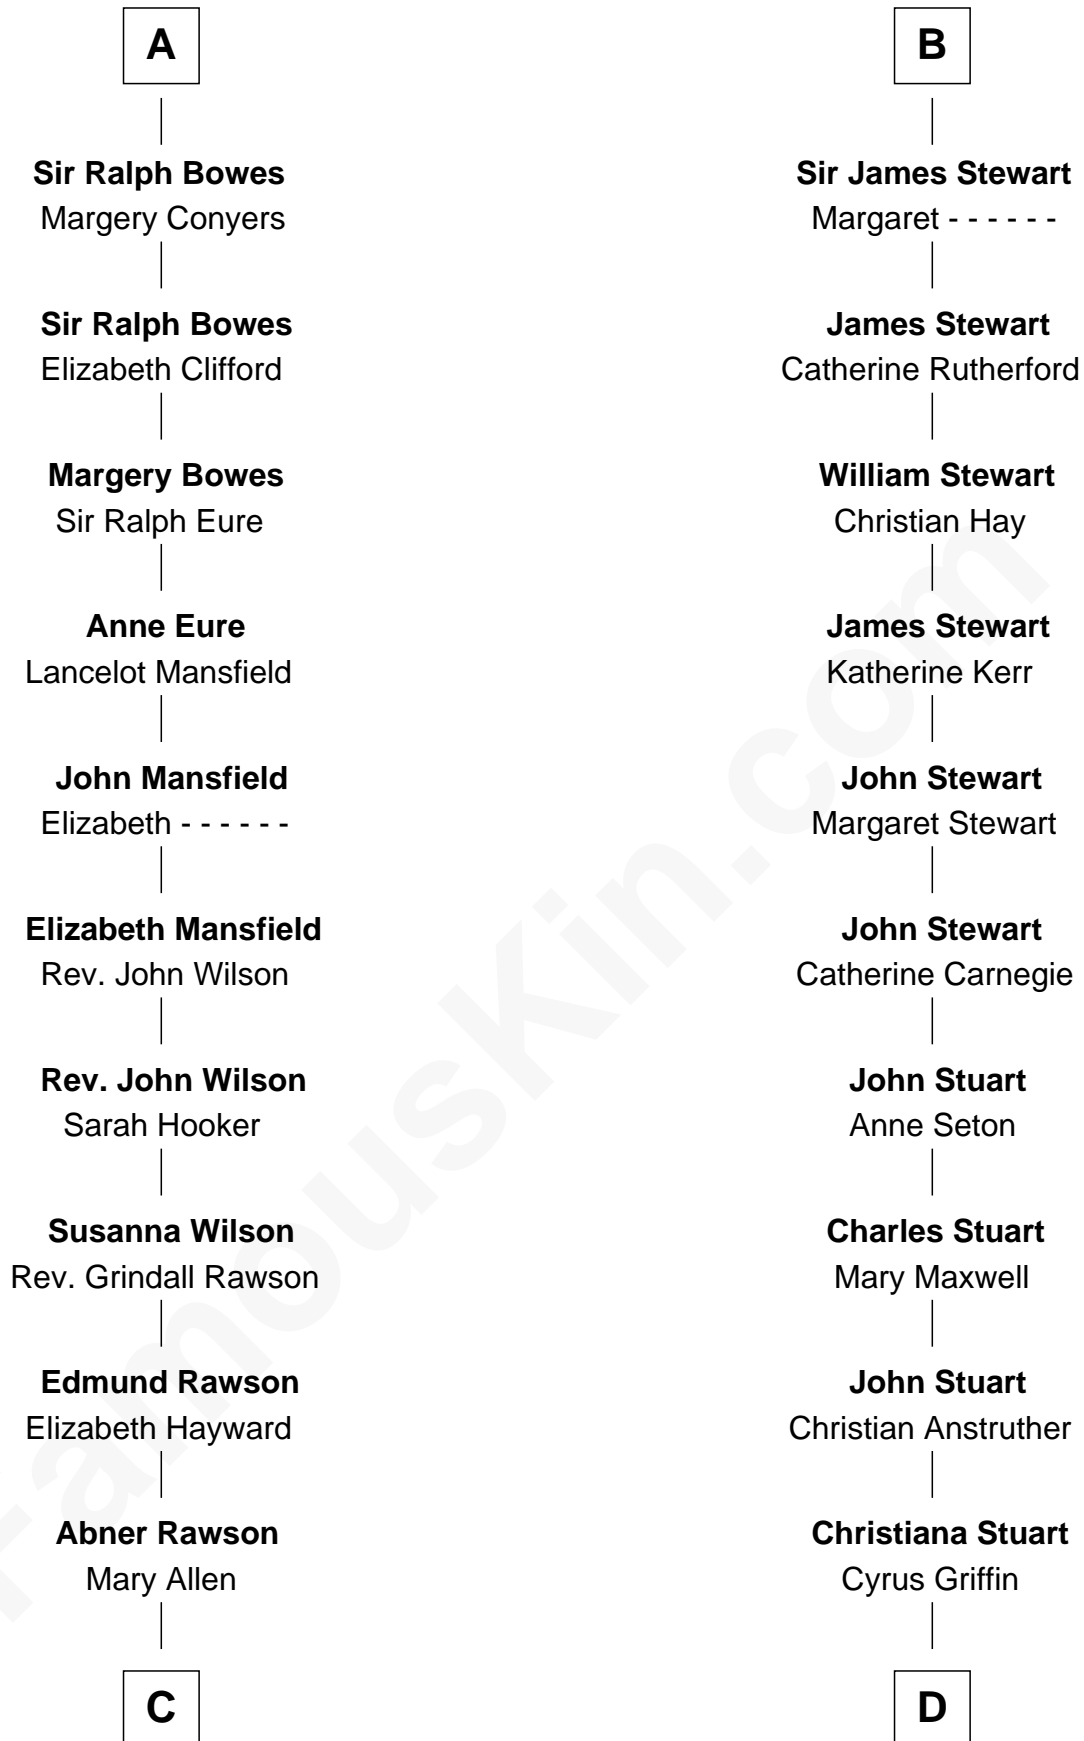 A
Sir Ralph Bowes
Margery Conyers
Sir Ralph Bowes
Elizabeth Clifford
Margery Bowes
Sir Ralph Eure
Anne Eure
Lancelot Mansfield
John Mansfield
Elizabeth - - - - - -
Elizabeth Mansfield
Rev. John Wilson
Rev. John Wilson
Sarah Hooker
Susanna Wilson
Rev. Grindall Rawson
Edmund Rawson
Elizabeth Hayward
Abner Rawson
Mary Allen
C
B
Sir James Stewart
Margaret - - - - - -
James Stewart
Catherine Rutherford
William Stewart
Christian Hay
James Stewart
Katherine Kerr
John Stewart
Margaret Stewart
John Stewart
Catherine Carnegie
John Stuart
Anne Seton
Charles Stuart
Mary Maxwell
John Stuart
Christian Anstruther
Christiana Stuart
Cyrus Griffin
D
FamousKin.com